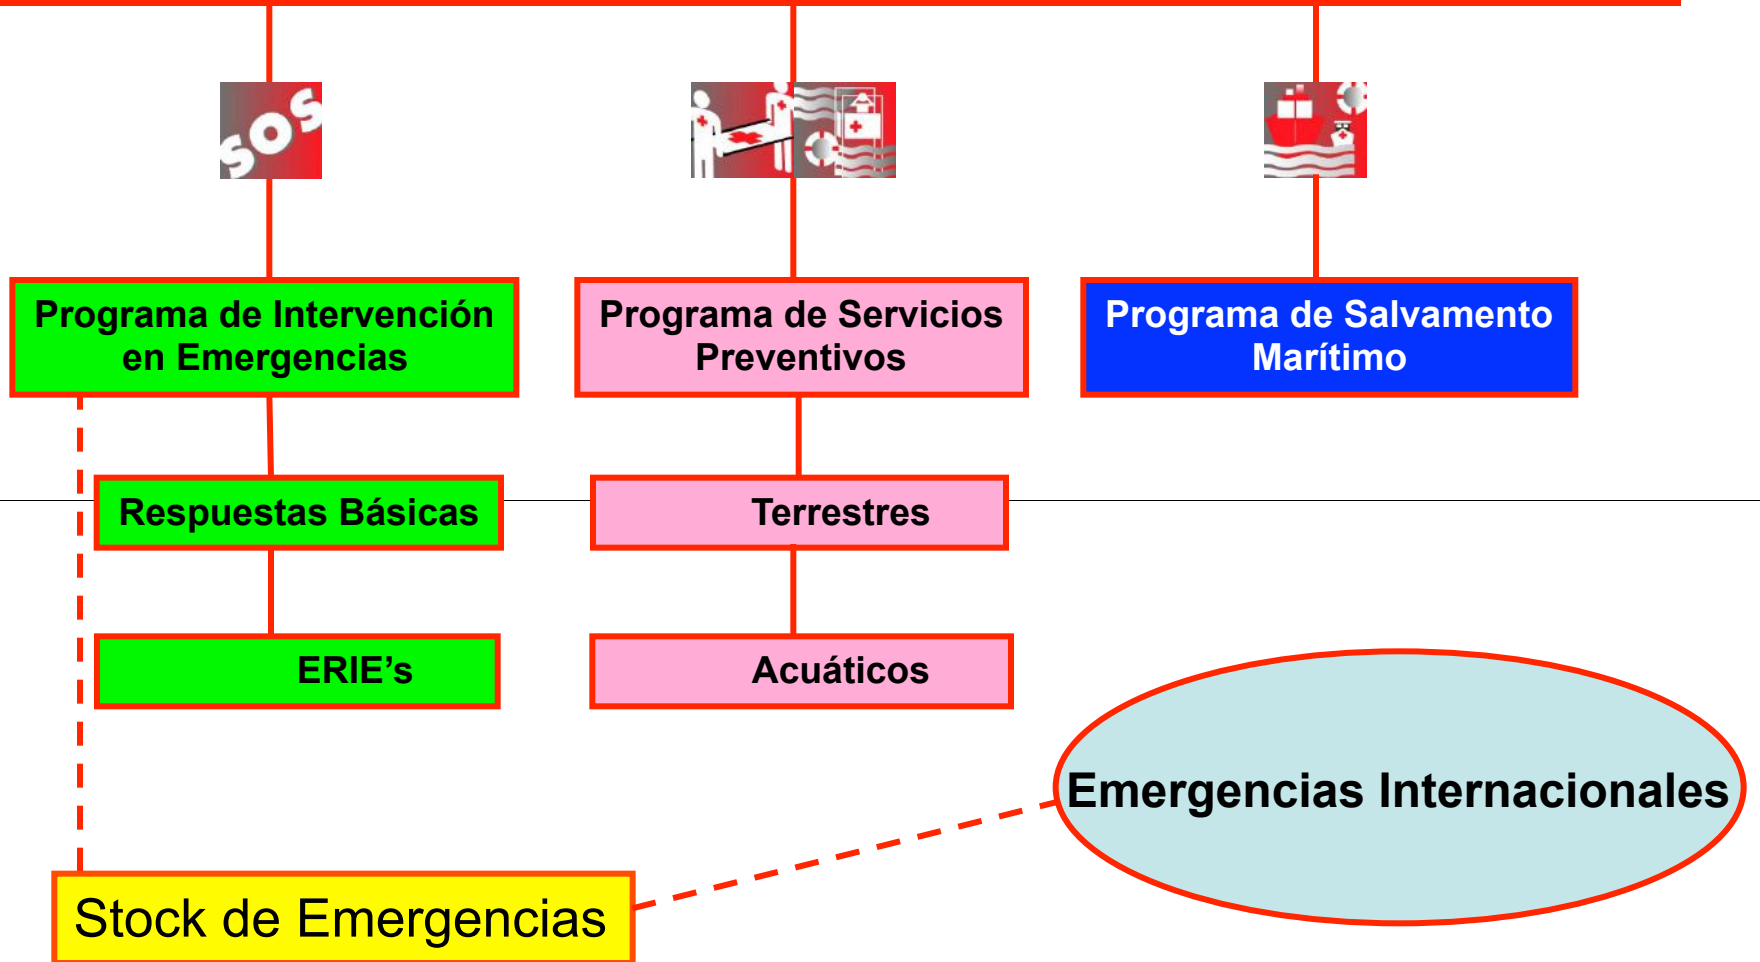 SOS
Programa de Intervención
en Emergencias
Programa de Servicios
Preventivos
Programa de Salvamento
Marítimo
Respuestas Básicas
Terrestres
ERIE’s
Acuáticos
Emergencias Internacionales
Stock de Emergencias